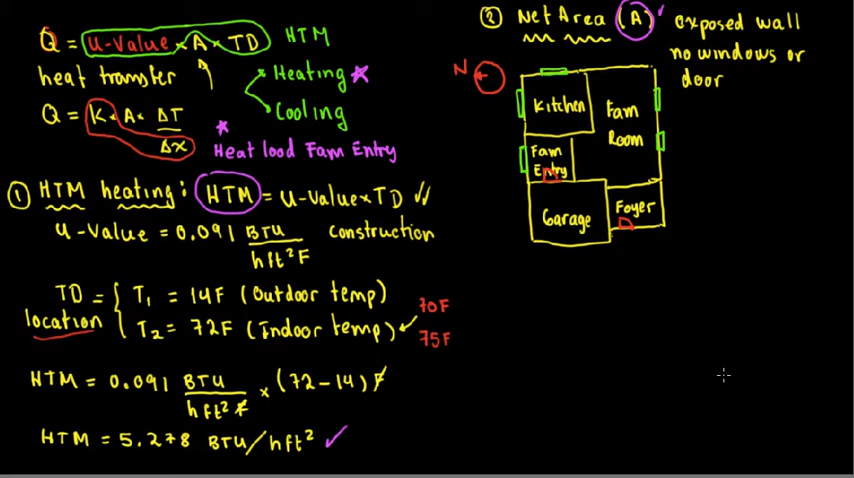 Q = U-Value × A × TD HTM
heat transfer
Heating
Cooling
Q = K × A × ΔT
Δx
Heat load Fam Entry
① HTM heating: HTM = U-Value × TD
U-Value = 0.091 BTU construction
hft²F
TD = T₁ = 14F (Outdoor temp)
location T₂ = 72F (Indoor temp)
70F
75F
HTM = 0.091 BTU × (72-14) F
hft²F
HTM = 5.278 BTU/hft²
② Net Area (A) exposed wall
no windows or
door
N
Kitchen
Fam
Room
Fam
Entry
Garage
Foyer